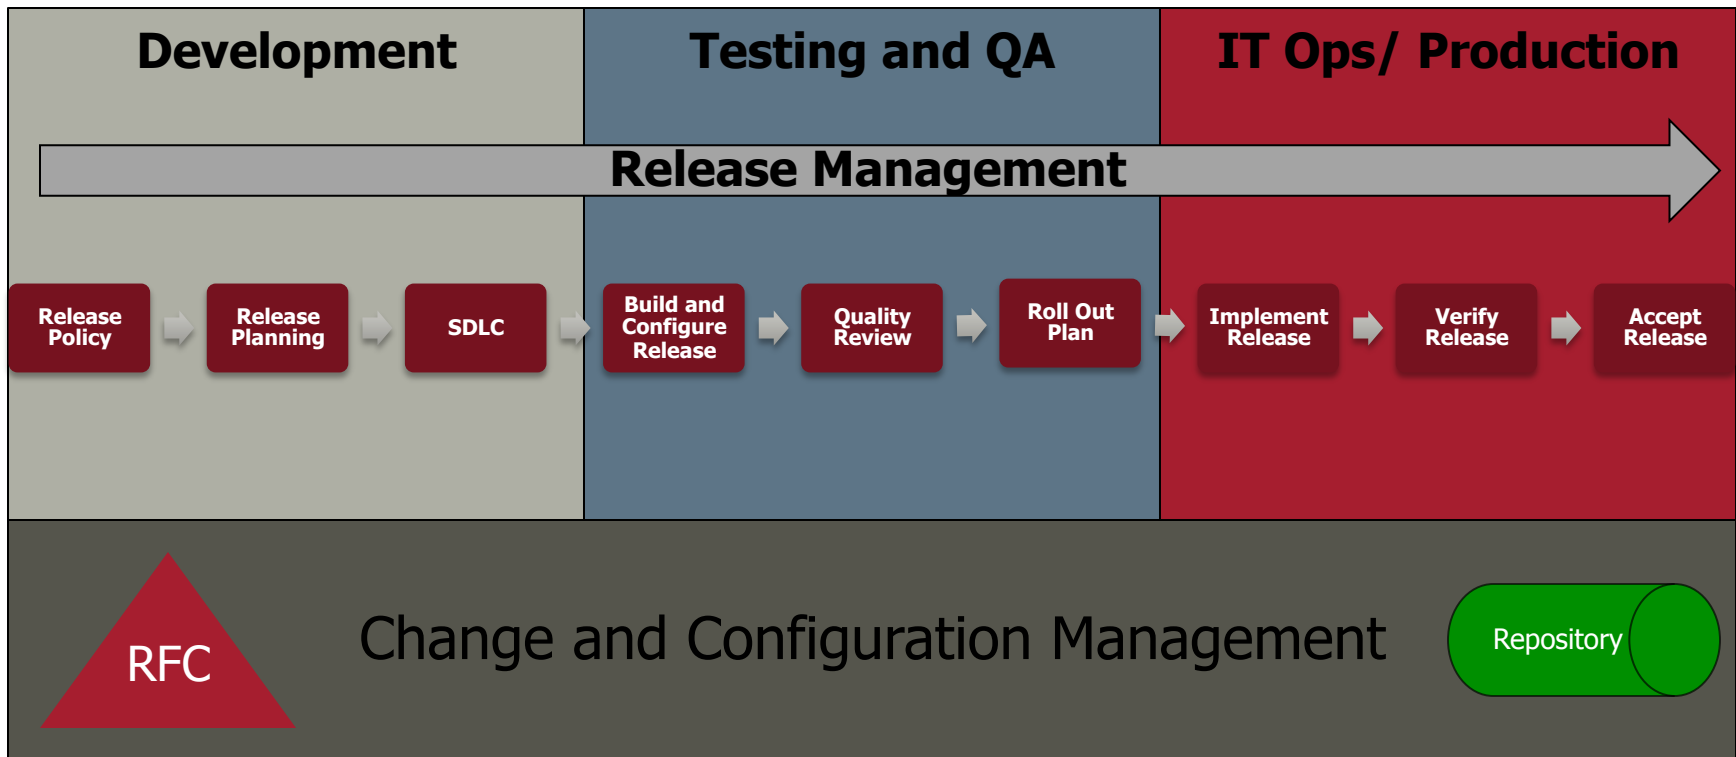 Development
Testing and QA
IT Ops/ Production
Release Management
Release
Policy
Release
Planning
SDLC
Build and
Configure
Release
Quality
Review
Roll Out
Plan
Implement
Release
Verify
Release
Accept
Release
RFC
Change and Configuration Management
Repository